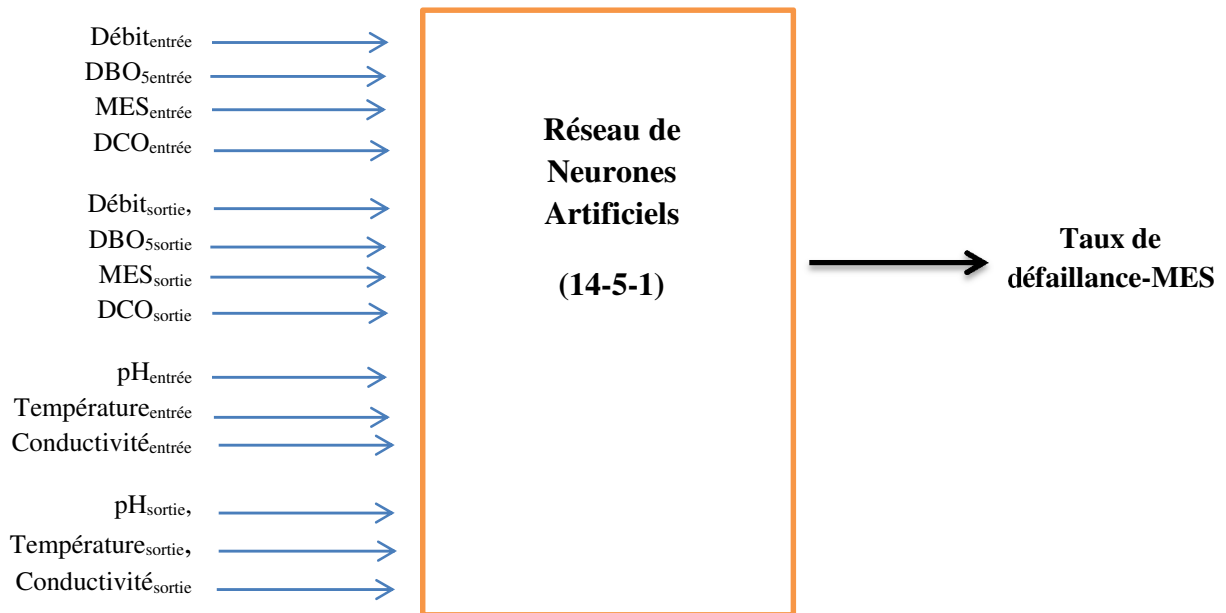 Débitentrée
DBO5entrée
MESentrée
DCOentrée
Débitsortie,
DBO5sortie
MESsortie
DCOsortie
pHentrée
Températureentrée
Conductivitéentrée
pHsortie,
Températuresortie,
Conductivitésortie
Réseau de
Neurones
Artificiels
(14-5-1)
Taux de
défaillance-MES